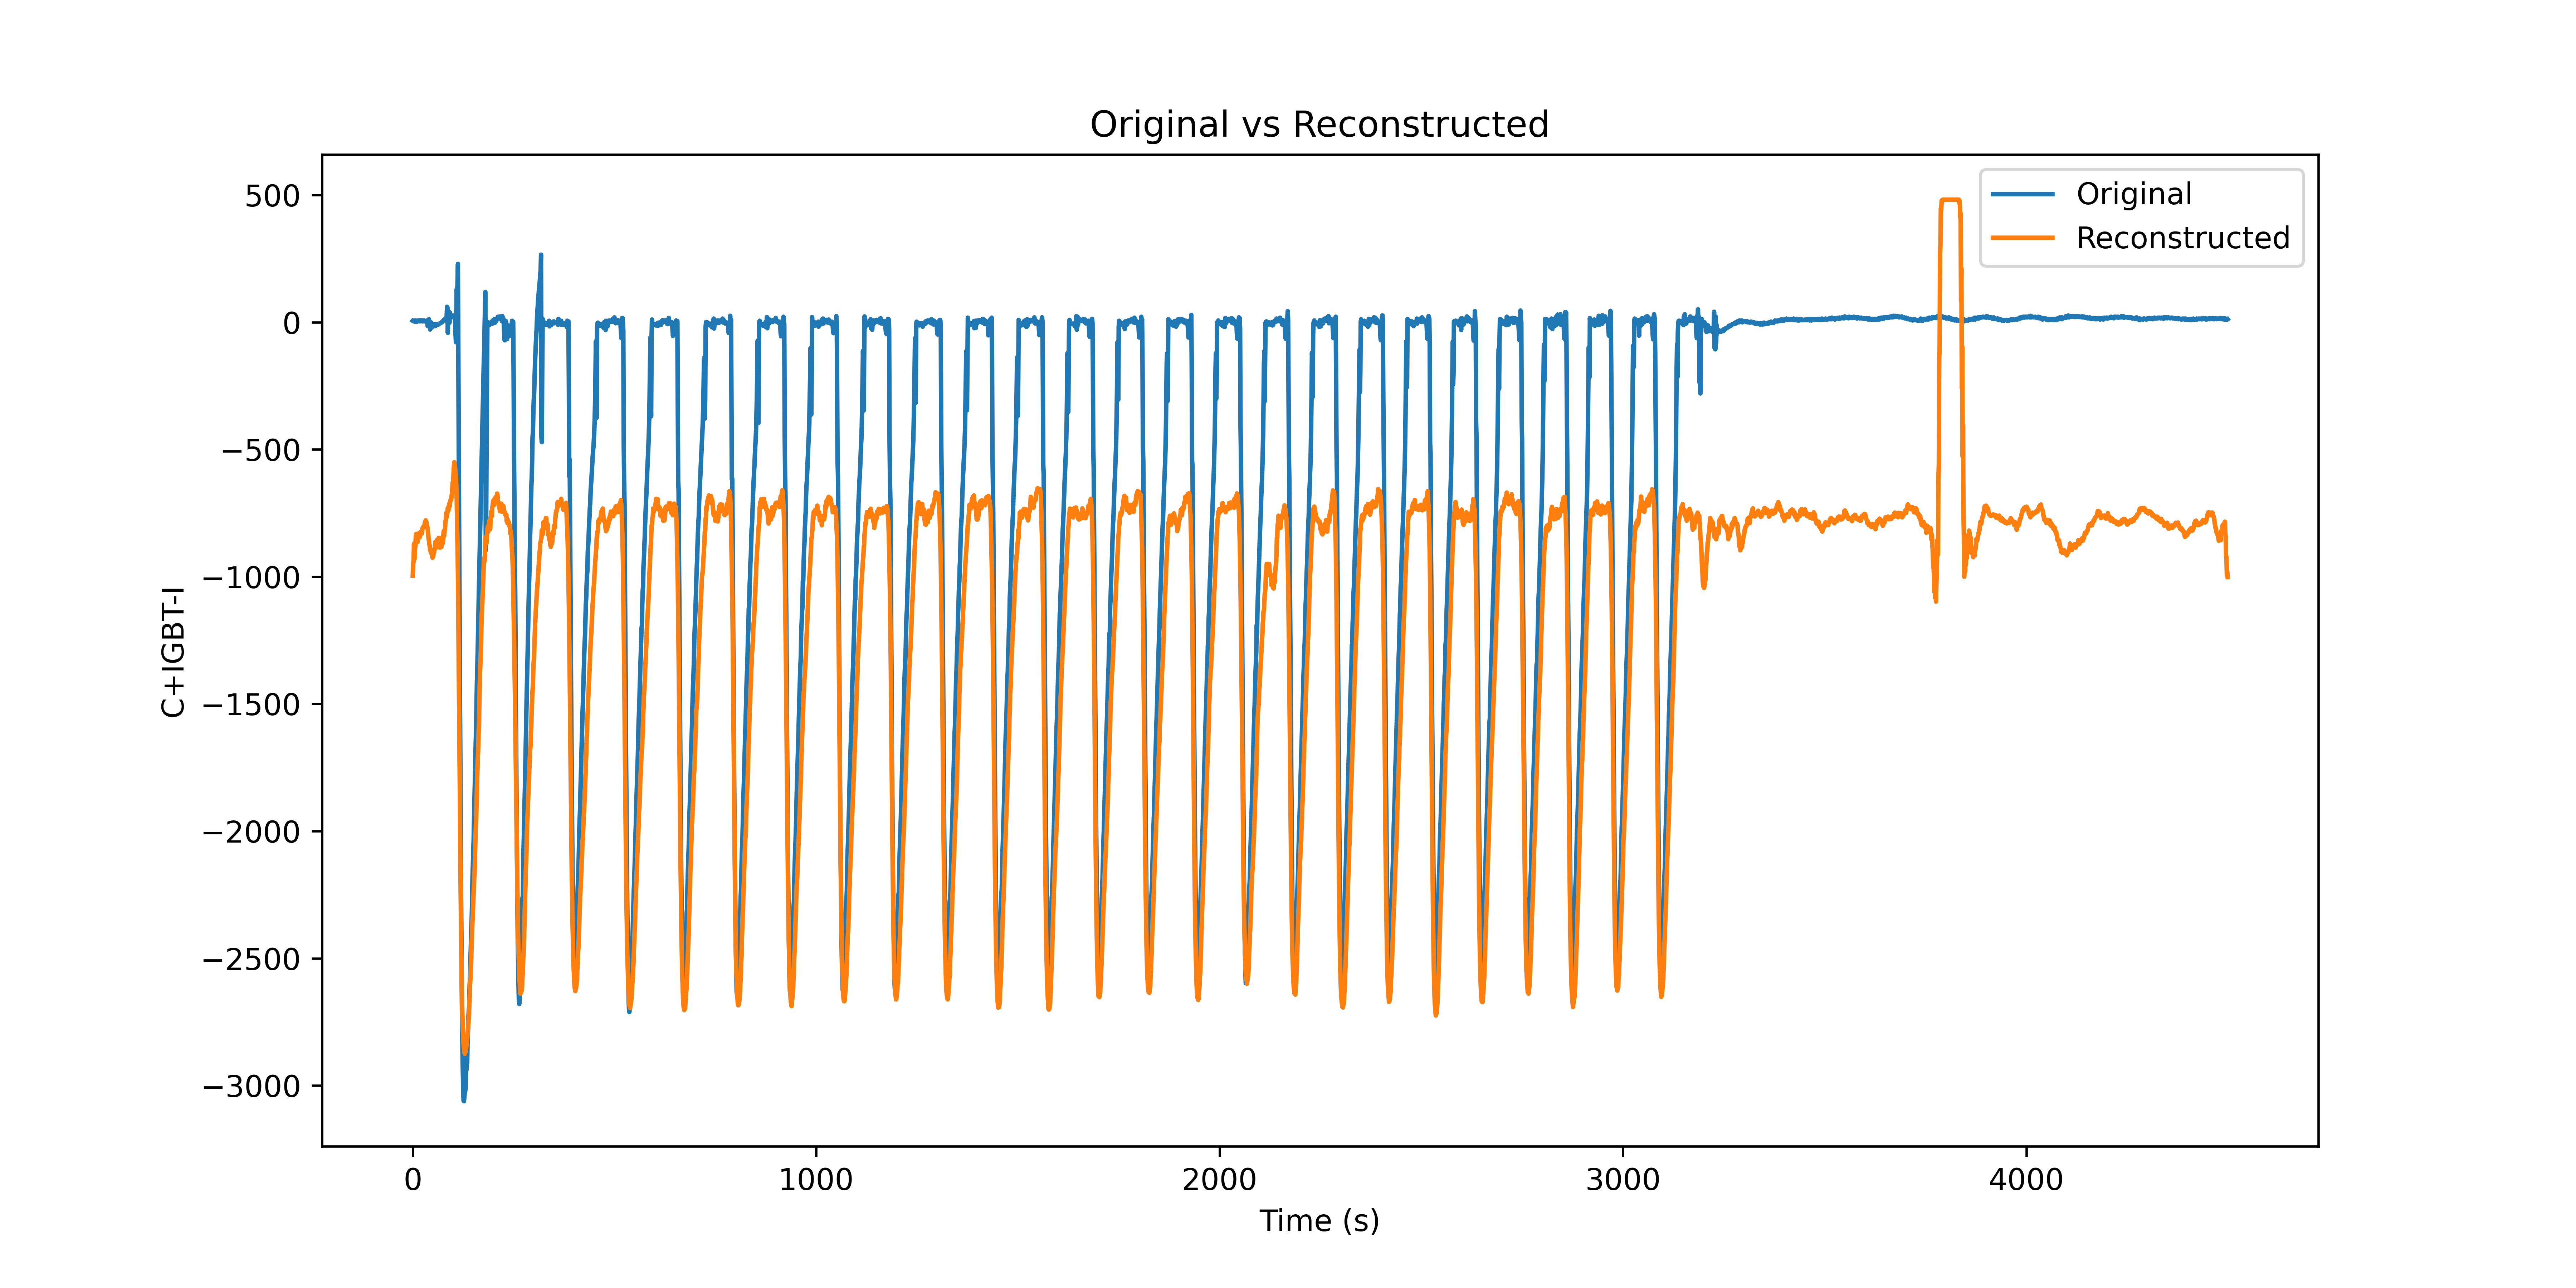 Original vs Reconstructed
Original
Reconstructed
500
0
−500
−1000
−1500
−2000
−2500
−3000
C+IGBT-I
0 1000 2000 3000 4000
Time (s)